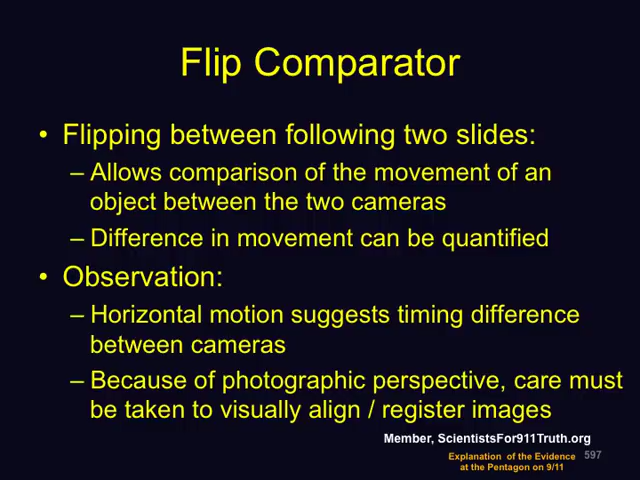 Flip Comparator
• Flipping between following two slides:
– Allows comparison of the movement of an
object between the two cameras
– Difference in movement can be quantified
• Observation:
– Horizontal motion suggests timing difference
between cameras
– Because of photographic perspective, care must
be taken to visually align / register images
Member, ScientistsFor911Truth.org
Explanation of the Evidence
at the Pentagon on 9/11
597